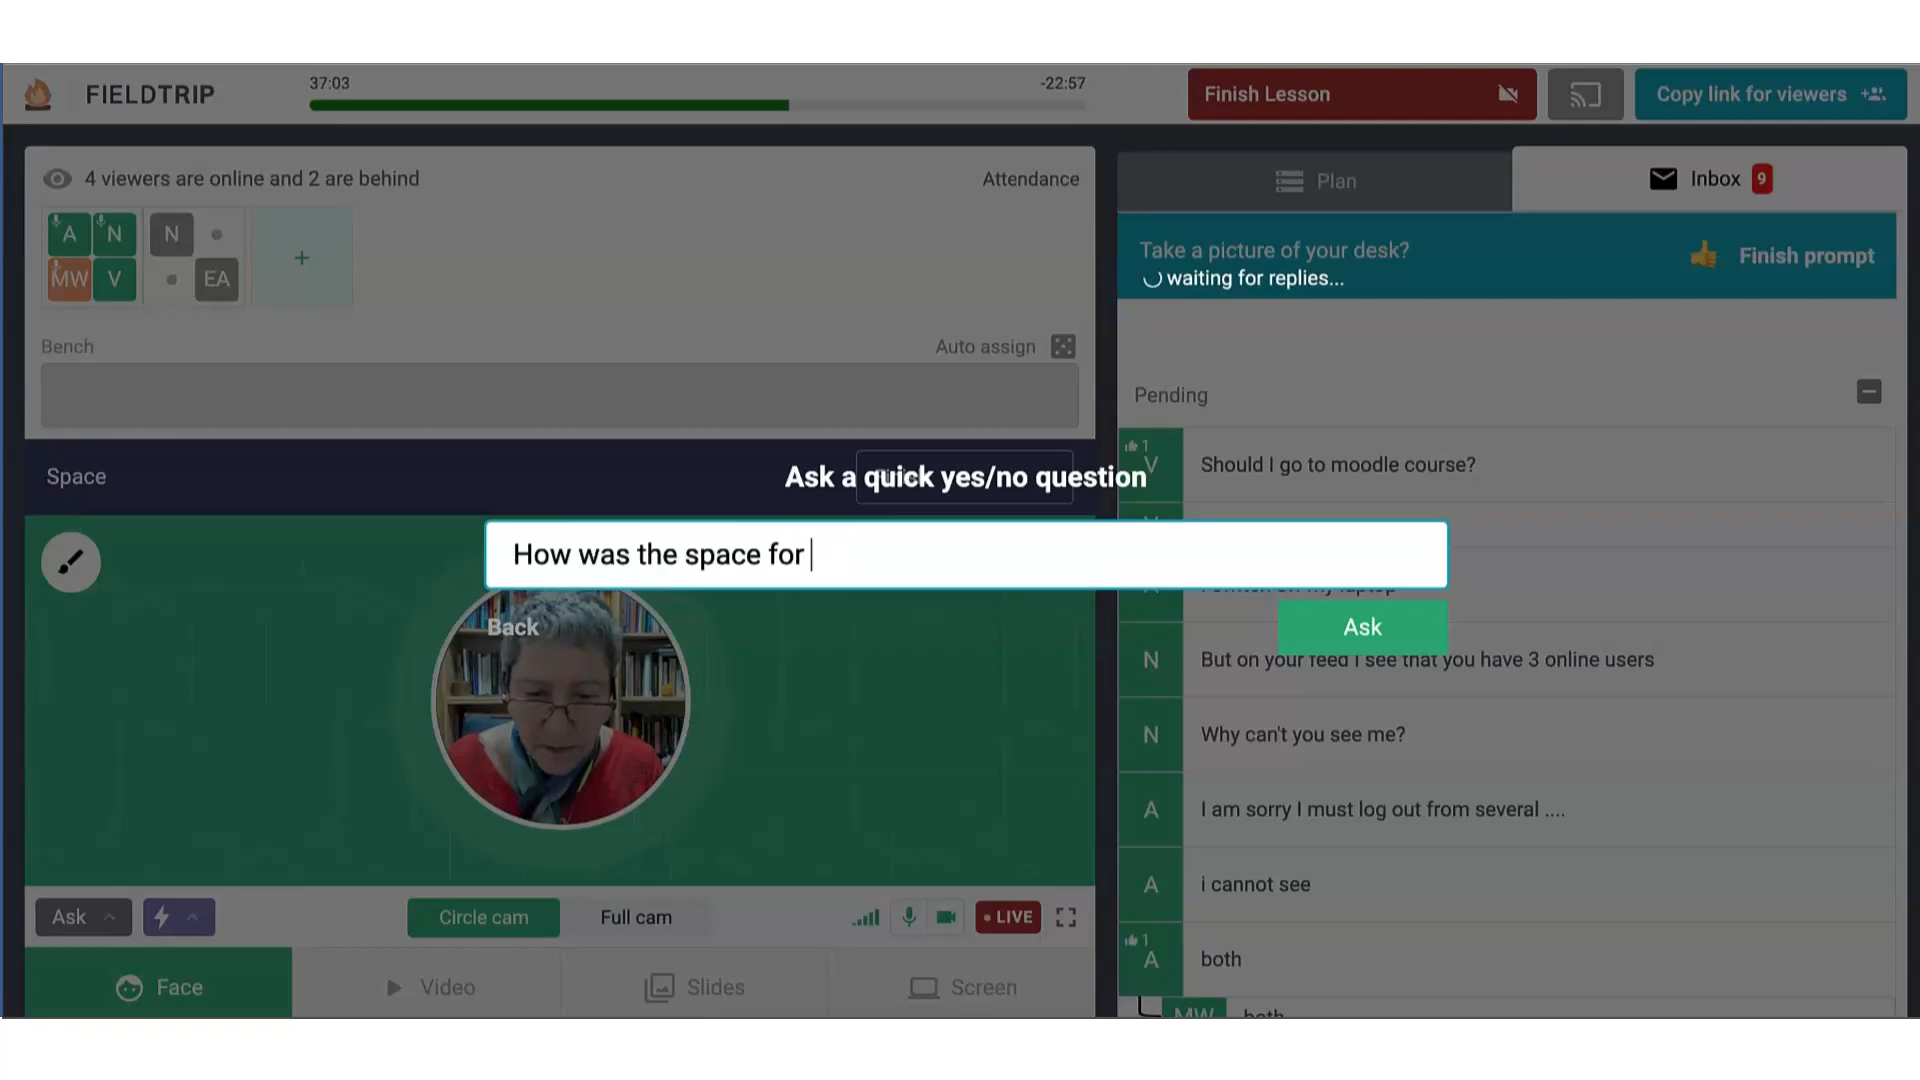 FIELDTRIP
37:03
-22:57
Finish Lesson
Copy link for viewers
4 viewers are online and 2 are behind
Attendance
A
N
N
MW
V
EA
+
Bench
Auto assign
Space
Plan
Inbox 9
Take a picture of your desk?
waiting for replies...
Finish prompt
Pending
1
V
Should I go to moodle course?
Ask a quick yes/no question
How was the space for
Back
Ask
N
But on your feed I see that you have 3 online users
N
Why can't you see me?
A
I am sorry I must log out from several ....
A
i cannot see
1
A
both
MW
both
Ask
Circle cam
Full cam
LIVE
Face
Video
Slides
Screen